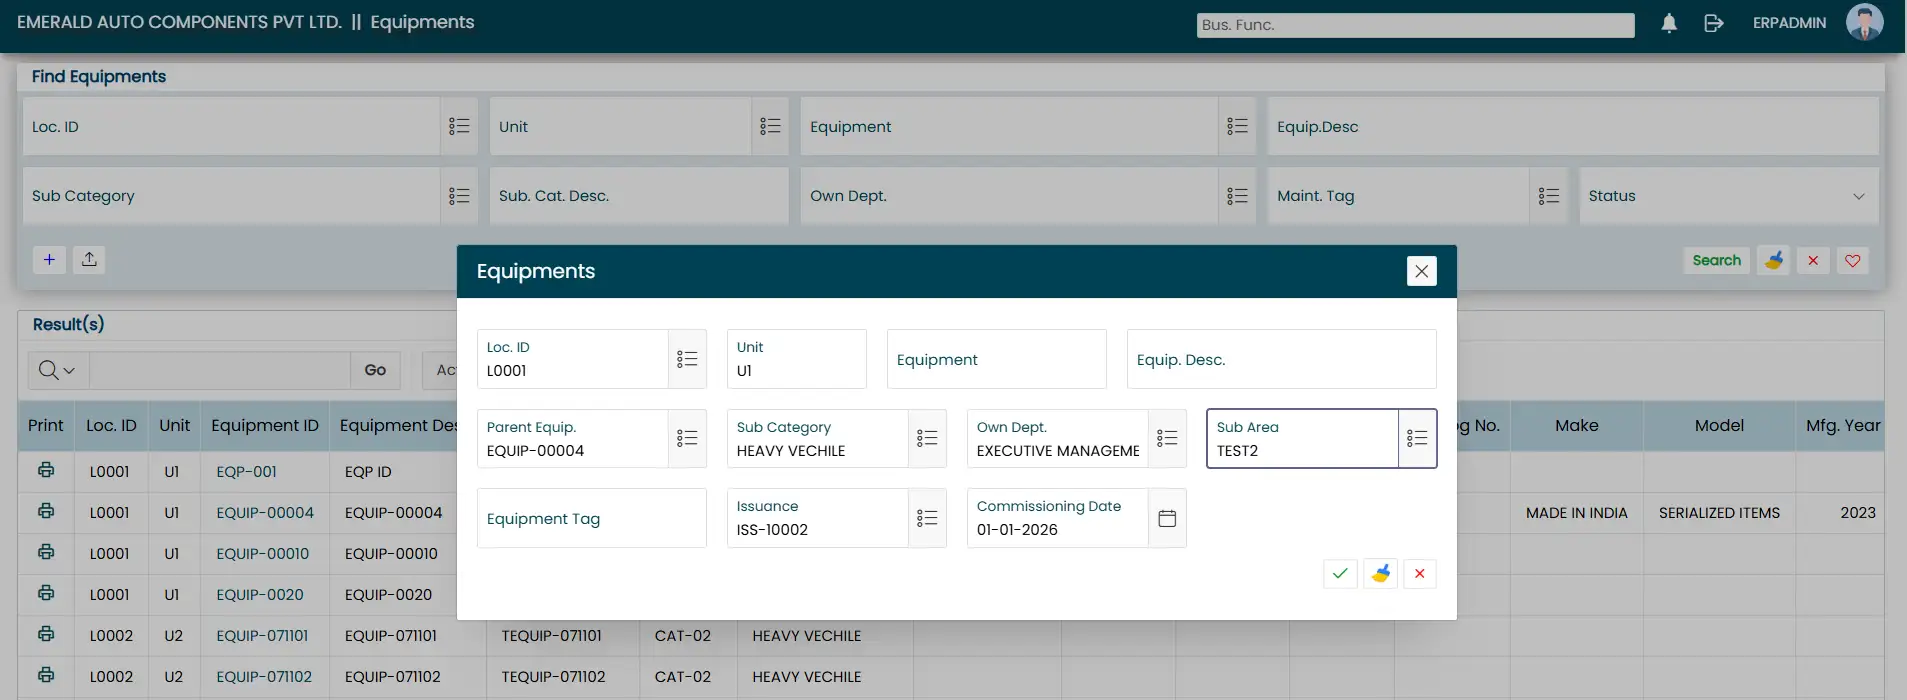 EMERALD AUTO COMPONENTS PVT LTD. || Equipments
Bus. Func.
ERPADMIN
Find Equipments
Loc. ID
Unit
Equipment
Equip.Desc
Sub Category
Sub. Cat. Desc.
Own Dept.
Maint. Tag
Status
+
Search
Equipments
Loc. ID
L0001
Unit
U1
Equipment
Equip. Desc.
Parent Equip.
EQUIP-00004
Sub Category
HEAVY VECHILE
Own Dept.
EXECUTIVE MANAGEME
Sub Area
TEST2
Equipment Tag
Issuance
ISS-10002
Commissioning Date
01-01-2026
Result(s)
Go
Print Loc. ID Unit Equipment ID Equipment Des No. Make Model Mfg. Year
L0001 U1 EQP-001 EQP ID
L0001 U1 EQUIP-00004 EQUIP-00004 MADE IN INDIA SERIALIZED ITEMS 2023
L0001 U1 EQUIP-00010 EQUIP-00010
L0001 U1 EQUIP-0020 EQUIP-0020
L0002 U2 EQUIP-071101 EQUIP-071101 TEQUIP-071101 CAT-02 HEAVY VECHILE
L0002 U2 EQUIP-071102 EQUIP-071102 TEQUIP-071102 CAT-02 HEAVY VECHILE